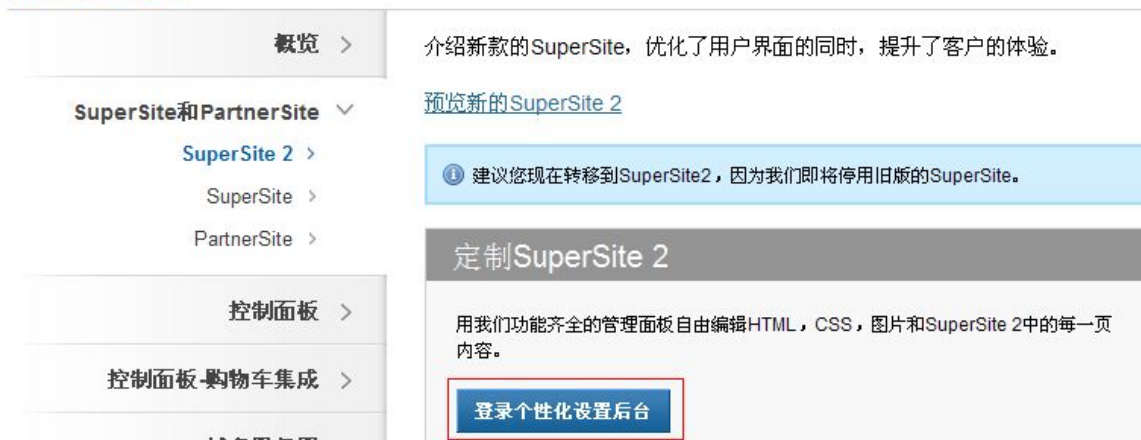 概览
SuperSite和PartnerSite
SuperSite 2
SuperSite
PartnerSite
控制面板
控制面板-购物车集成
介绍新款的SuperSite，优化了用户界面的同时，提升了客户的体验。
预览新的SuperSite 2
建议您现在转移到SuperSite2，因为我们即将停用旧版的SuperSite。
定制SuperSite 2
用我们功能齐全的管理面板自由编辑HTML，CSS，图片和SuperSite 2中的每一页
内容。
登录个性化设置后台